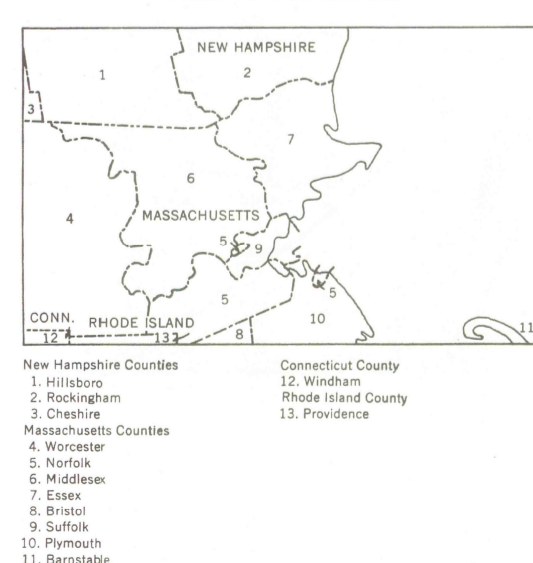 NEW HAMPSHIRE
1
2
3
7
6
4
MASSACHUSETTS
5
9
5
5
10
CONN.
RHODE ISLAND
12
13
8
11
New Hampshire Counties
1. Hillsboro
2. Rockingham
3. Cheshire
Massachusetts Counties
4. Worcester
5. Norfolk
6. Middlesex
7. Essex
8. Bristol
9. Suffolk
10. Plymouth
11. Barnstable
Connecticut County
12. Windham
Rhode Island County
13. Providence